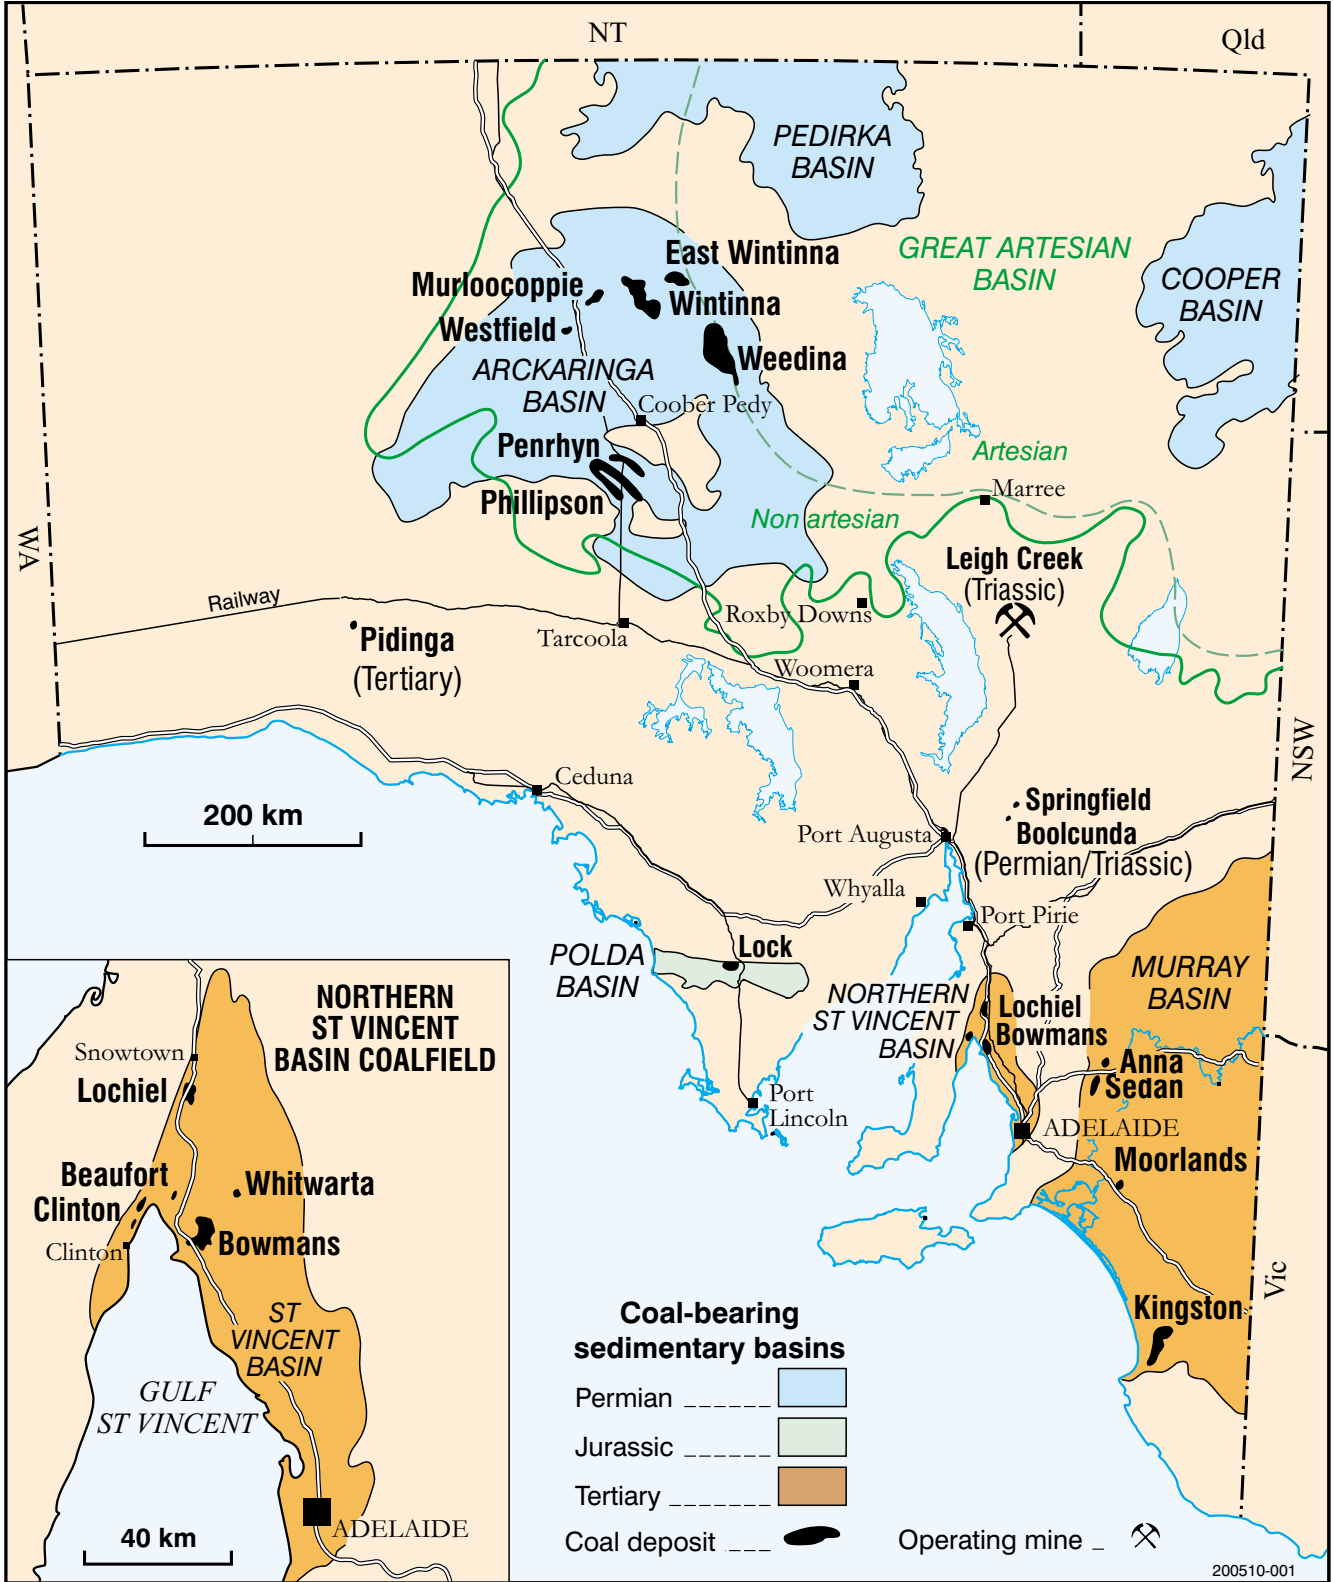 NT
Qld
PEDIRKA
BASIN
GREAT ARTESIAN
BASIN
COOPER
BASIN
East Wintinna
Murloocoppie
Wintinna
Westfield
Weedina
ARCKARINGA
BASIN
Coober Pedy
Penrhyn
Phillipson
Artesian
Marree
Non artesian
WA
Leigh Creek
(Triassic)
Railway
Roxby Downs
Tarcoola
Pidinga
(Tertiary)
Woomera
NSW
Ceduna
200 km
Springfield
Boolcunda
(Permian/Triassic)
Port Augusta
Whyalla
Port Pirie
Lock
POLDA
BASIN
MURRAY
BASIN
NORTHERN
ST VINCENT
BASIN
Lochiel
Bowmans
Anna
Sedan
Port
Lincoln
ADELAIDE
Moorlands
Vic
Kingston
NORTHERN
ST VINCENT
BASIN COALFIELD
Snowtown
Lochiel
Beaufort
Clinton
Whitwarta
Clinton
Bowmans
ST
VINCENT
BASIN
GULF
ST VINCENT
ADELAIDE
40 km
Coal-bearing
sedimentary basins
Permian
Jurassic
Tertiary
Coal deposit
Operating mine
200510-001